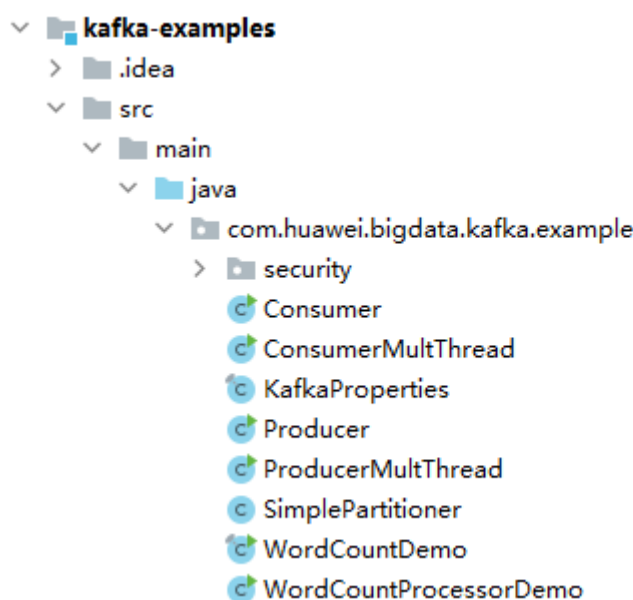 kafka-examples
.idea
src
main
java
com.huawei.bigdata.kafka.example
security
Consumer
ConsumerMultThread
KafkaProperties
Producer
ProducerMultThread
SimplePartitioner
WordCountDemo
WordCountProcessorDemo